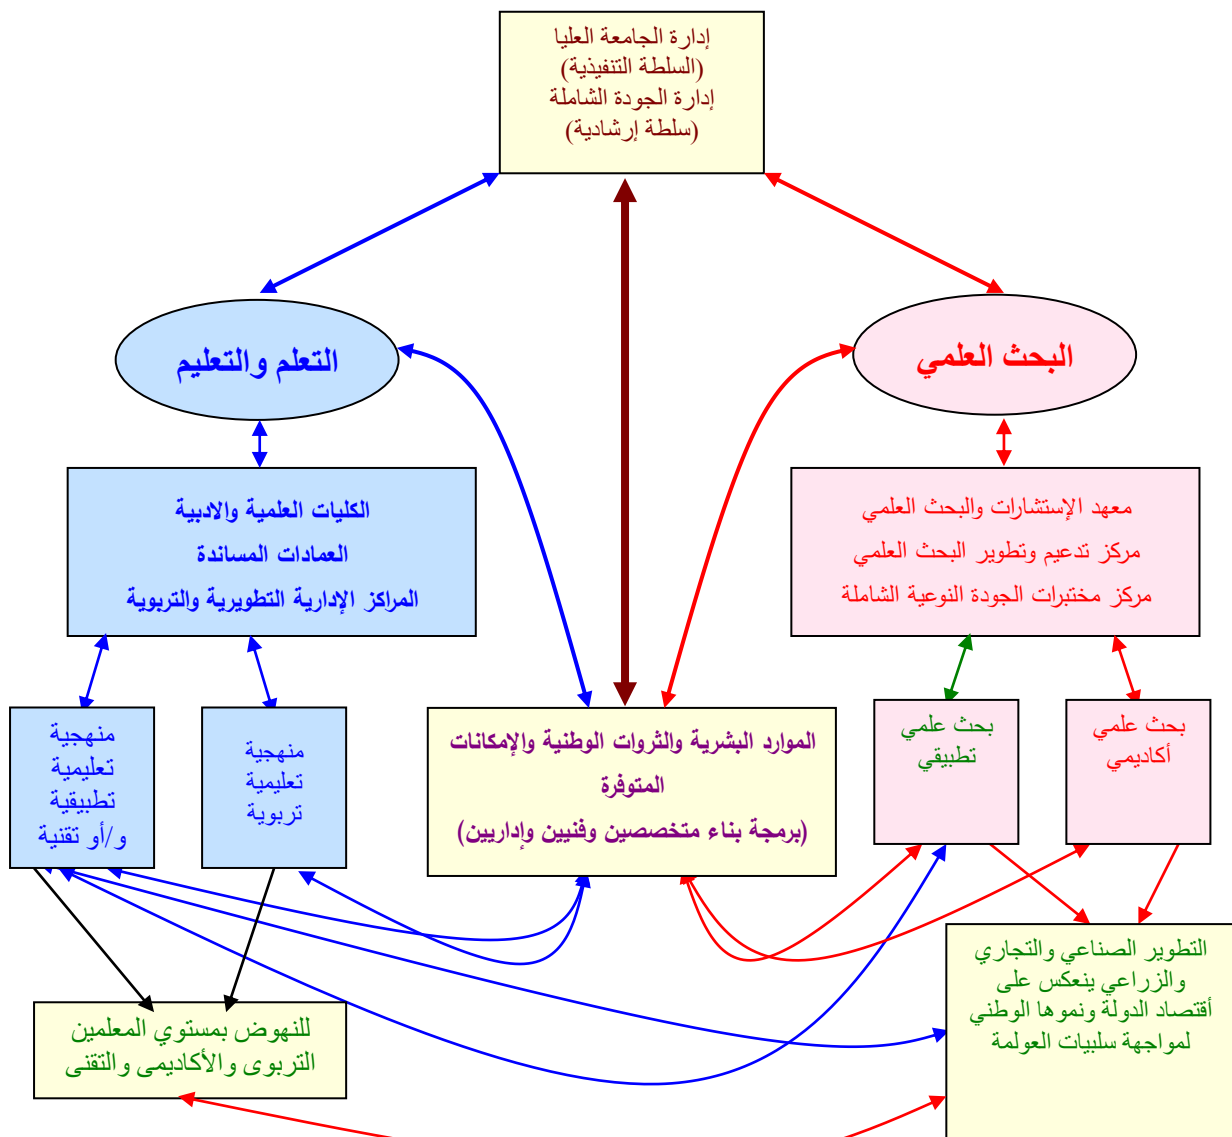 إدارة الجامعة العليا
(السلطة التنفيذية)
إدارة الجودة الشاملة
(سلطة إرشادية)
البحث العلمي
التعلم والتعليم
معهد الإستشارات والبحث العلمي
مركز تدعيم وتطوير البحث العلمي
مركز مختبرات الجودة النوعية الشاملة
الكليات العلمية والادبية
العمادات المساندة
المراكز الإدارية التطويرية والتربوية
بحث علمي
أكاديمي
بحث علمي
تطبيقي
الموارد البشرية والثروات الوطنية والإمكانات
المتوفرة
(برمجة بناء متخصصين وفنيين وإداريين)
منهجية
تعليمية
تربوية
منهجية
تعليمية
تطبيقية
و/أو تقنية
التطوير الصناعي والتجاري
والزراعي ينعكس على
أقتصاد الدولة ونموها الوطني
لمواجهة سلبيات العولمة
للنهوض بمستوي المعلمين
التربوى والأكاديمى والتقنى